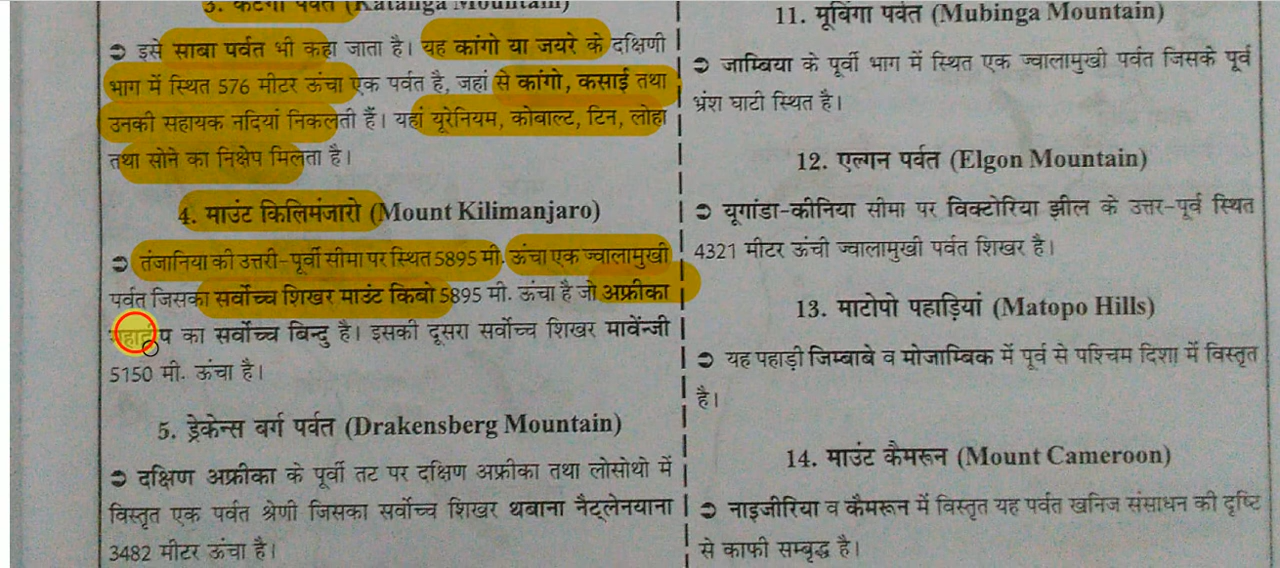 3. कटंगा पर्वत (Katanga Mountain)
➲ इसे साबा पर्वत भी कहा जाता है। यह कांगो या जयरे के दक्षिणी
भाग में स्थित 576 मीटर ऊंचा एक पर्वत है, जहां से कांगो, कसाई तथा
उनकी सहायक नदियां निकलती हैं। यहां यूरेनियम, कोबाल्ट, टिन, लोहा
तथा सोने का निक्षेप मिलता है।
4. माउंट किलिमंजारो (Mount Kilimanjaro)
➲ तंजानिया की उत्तरी-पूर्वी सीमा पर स्थित 5895 मी. ऊंचा एक ज्वालामुखी
पर्वत जिसका सर्वोच्च शिखर माउंट किबो 5895 मी. ऊंचा है जो अफ्रीका
महाद्वीप का सर्वोच्च बिन्दु है। इसकी दूसरा सर्वोच्च शिखर मावेंन्जी
5150 मी. ऊंचा है।
5. ड्रेकेन्स बर्ग पर्वत (Drakensberg Mountain)
➲ दक्षिण अफ्रीका के पूर्वी तट पर दक्षिण अफ्रीका तथा लोसोथो में
विस्तृत एक पर्वत श्रेणी जिसका सर्वोच्च शिखर थबाना नैट्लेनयाना
3482 मीटर ऊंचा है।
11. मूबिंगा पर्वत (Mubinga Mountain)
➲ जाम्बिया के पूर्वी भाग में स्थित एक ज्वालामुखी पर्वत जिसके पूर्व
भ्रंश घाटी स्थित है।
12. एल्गन पर्वत (Elgon Mountain)
➲ यूगांडा-कीनिया सीमा पर विक्टोरिया झील के उत्तर-पूर्व स्थित
4321 मीटर ऊंची ज्वालामुखी पर्वत शिखर है।
13. माटोपो पहाड़ियां (Matopo Hills)
➲ यह पहाड़ी जिम्बाबे व मोजाम्बिक में पूर्व से पश्चिम दिशा में विस्तृत
है।
14. माउंट कैमरून (Mount Cameroon)
➲ नाइजीरिया व कैमरून में विस्तृत यह पर्वत खनिज संसाधन की दृष्टि
से काफी सम्बृद्ध है।